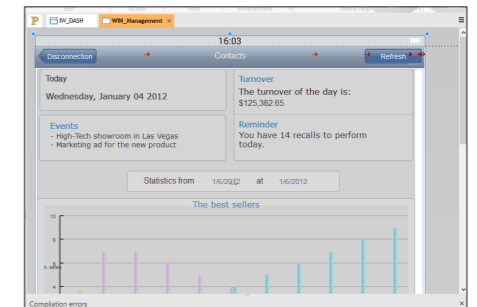 IW_DASH WIN_Management ×
16:03
Disconnection Contacts Refresh
Today
Wednesday, January 04 2012
Turnover
The turnover of the day is:
$125,382.65
Events
- High-Tech showroom in Las Vegas
- Marketing ad for the new product
Reminder
You have 14 recalls to perform
today.
Statistics from 1/6/2012 at 1/6/2012
The best sellers
10
8
6
4
Compilation errors ×